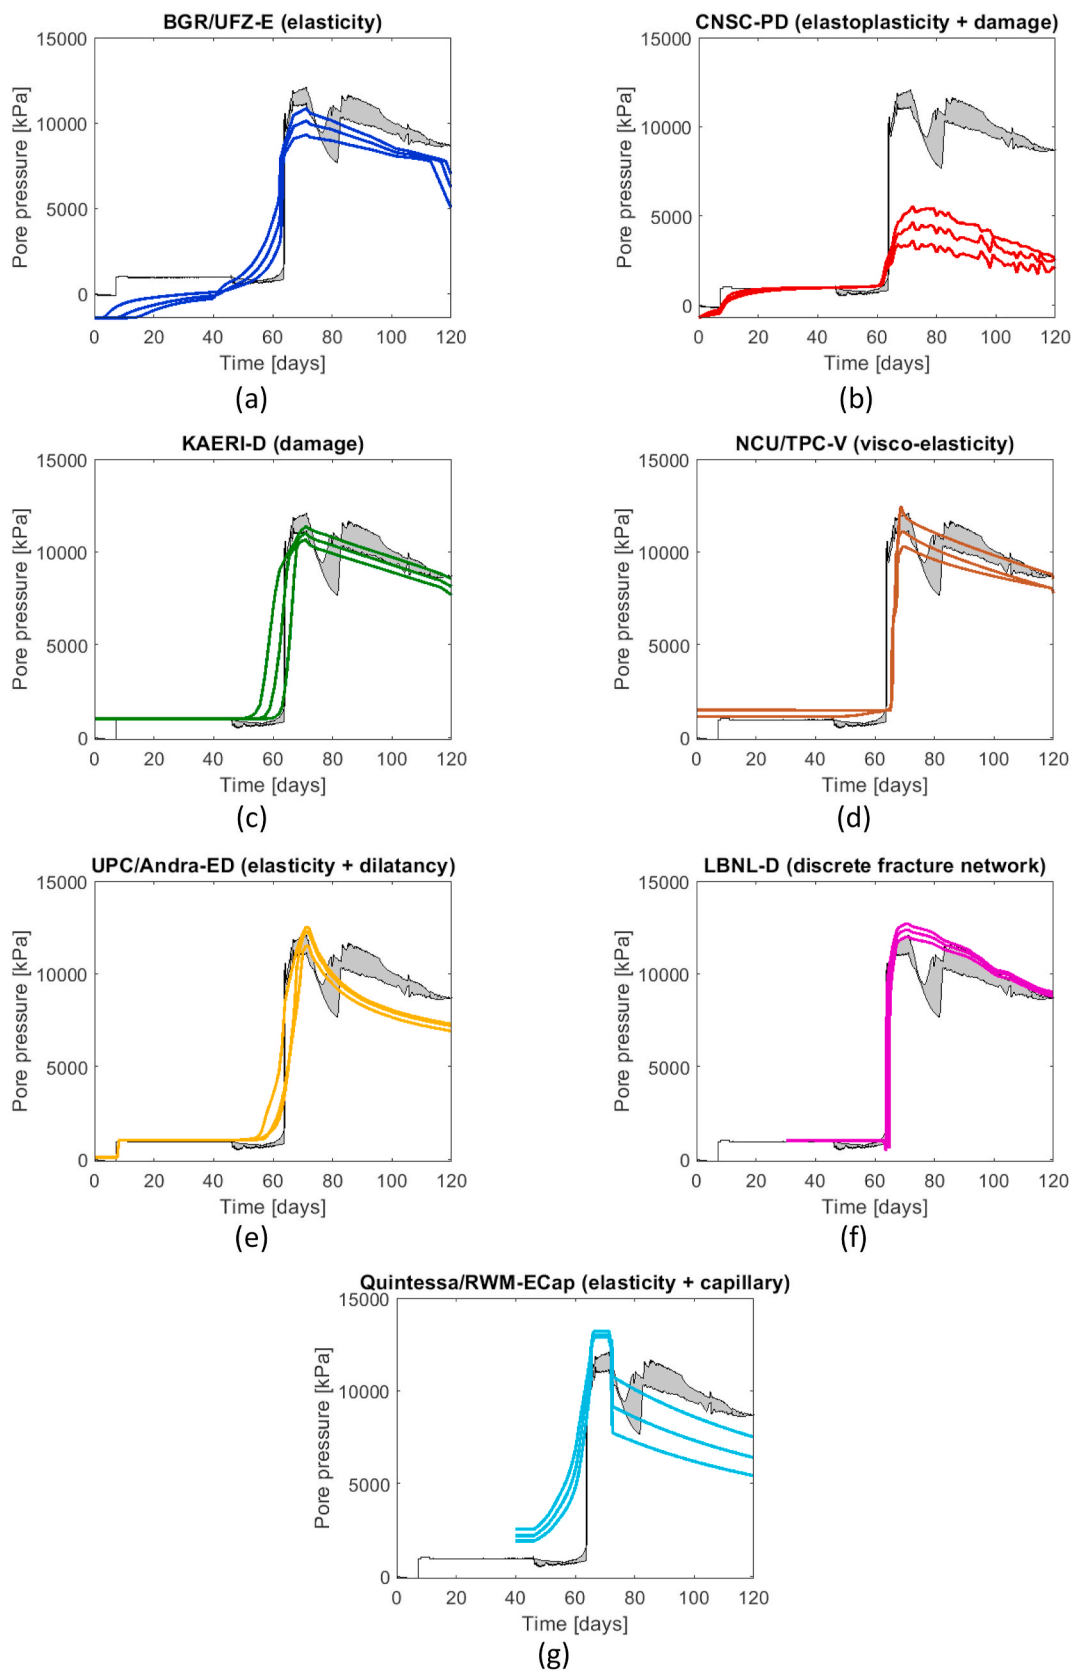 BGR/UFZ-E (elasticity)
15000
10000
5000
0
Pore pressure [kPa]
0 20 40 60 80 100 120
Time [days]
(a)
CNSC-PD (elastoplasticity + damage)
15000
10000
5000
0
Pore pressure [kPa]
0 20 40 60 80 100 120
Time [days]
(b)
KAERI-D (damage)
15000
10000
5000
0
Pore pressure [kPa]
0 20 40 60 80 100 120
Time [days]
(c)
NCU/TPC-V (visco-elasticity)
15000
10000
5000
0
Pore pressure [kPa]
0 20 40 60 80 100 120
Time [days]
(d)
UPC/Andra-ED (elasticity + dilatancy)
15000
10000
5000
0
Pore pressure [kPa]
0 20 40 60 80 100 120
Time [days]
(e)
LBNL-D (discrete fracture network)
15000
10000
5000
0
Pore pressure [kPa]
0 20 40 60 80 100 120
Time [days]
(f)
Quintessa/RWM-ECap (elasticity + capillary)
15000
10000
5000
0
Pore pressure [kPa]
0 20 40 60 80 100 120
Time [days]
(g)